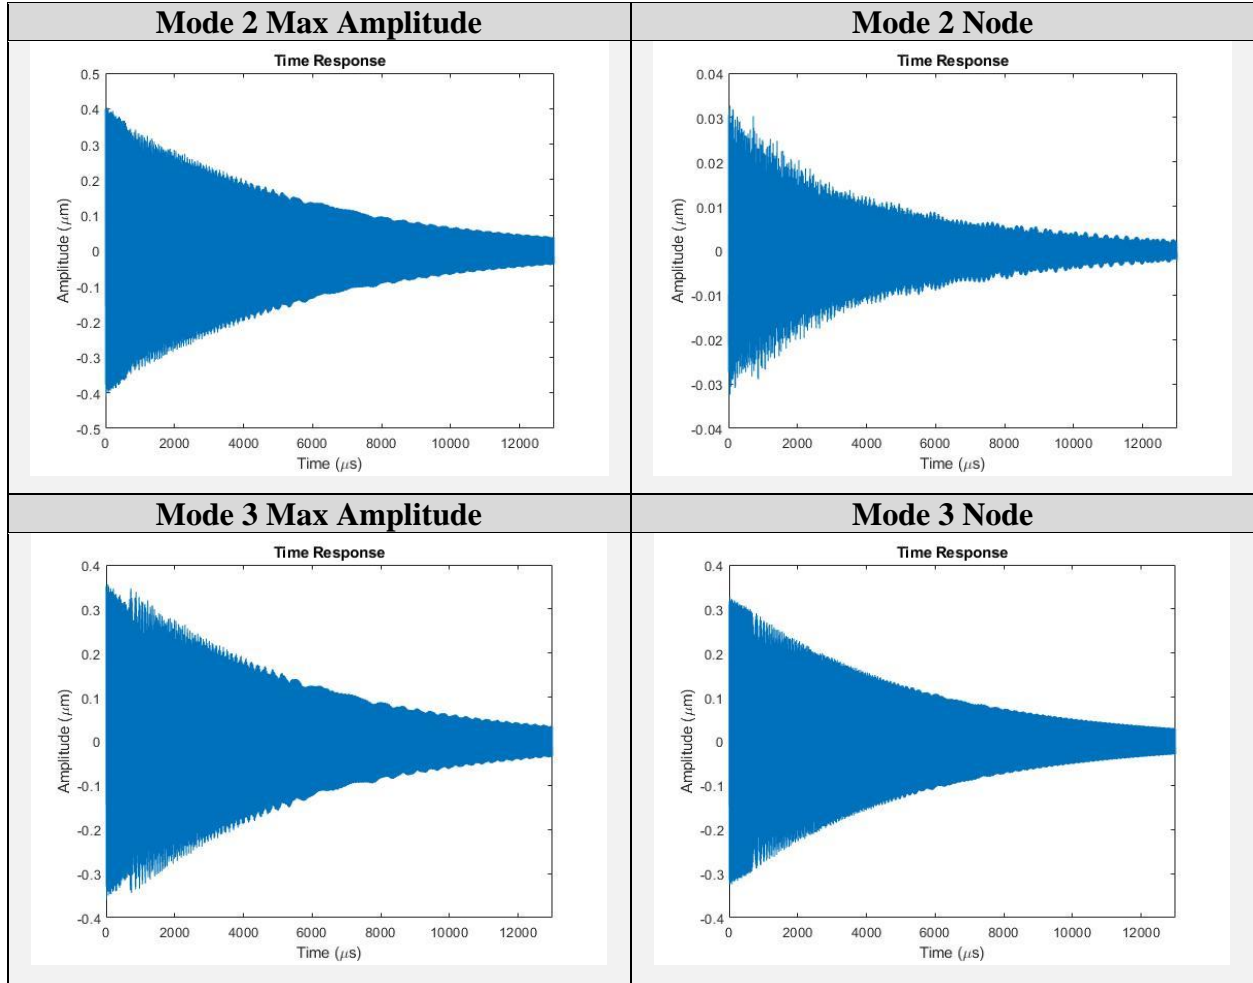 Mode 2 Max Amplitude
Mode 2 Node
Time Response
0.5
0.4
0.3
0.2
0.1
0
-0.1
-0.2
-0.3
-0.4
-0.5
Amplitude (μm)
0 2000 4000 6000 8000 10000 12000
Time (μs)
Time Response
0.04
0.03
0.02
0.01
0
-0.01
-0.02
-0.03
-0.04
Amplitude (μm)
0 2000 4000 6000 8000 10000 12000
Time (μs)
Mode 3 Max Amplitude
Mode 3 Node
Time Response
0.4
0.3
0.2
0.1
0
-0.1
-0.2
-0.3
-0.4
Amplitude (μm)
0 2000 4000 6000 8000 10000 12000
Time (μs)
Time Response
0.4
0.3
0.2
0.1
0
-0.1
-0.2
-0.3
-0.4
Amplitude (μm)
0 2000 4000 6000 8000 10000 12000
Time (μs)